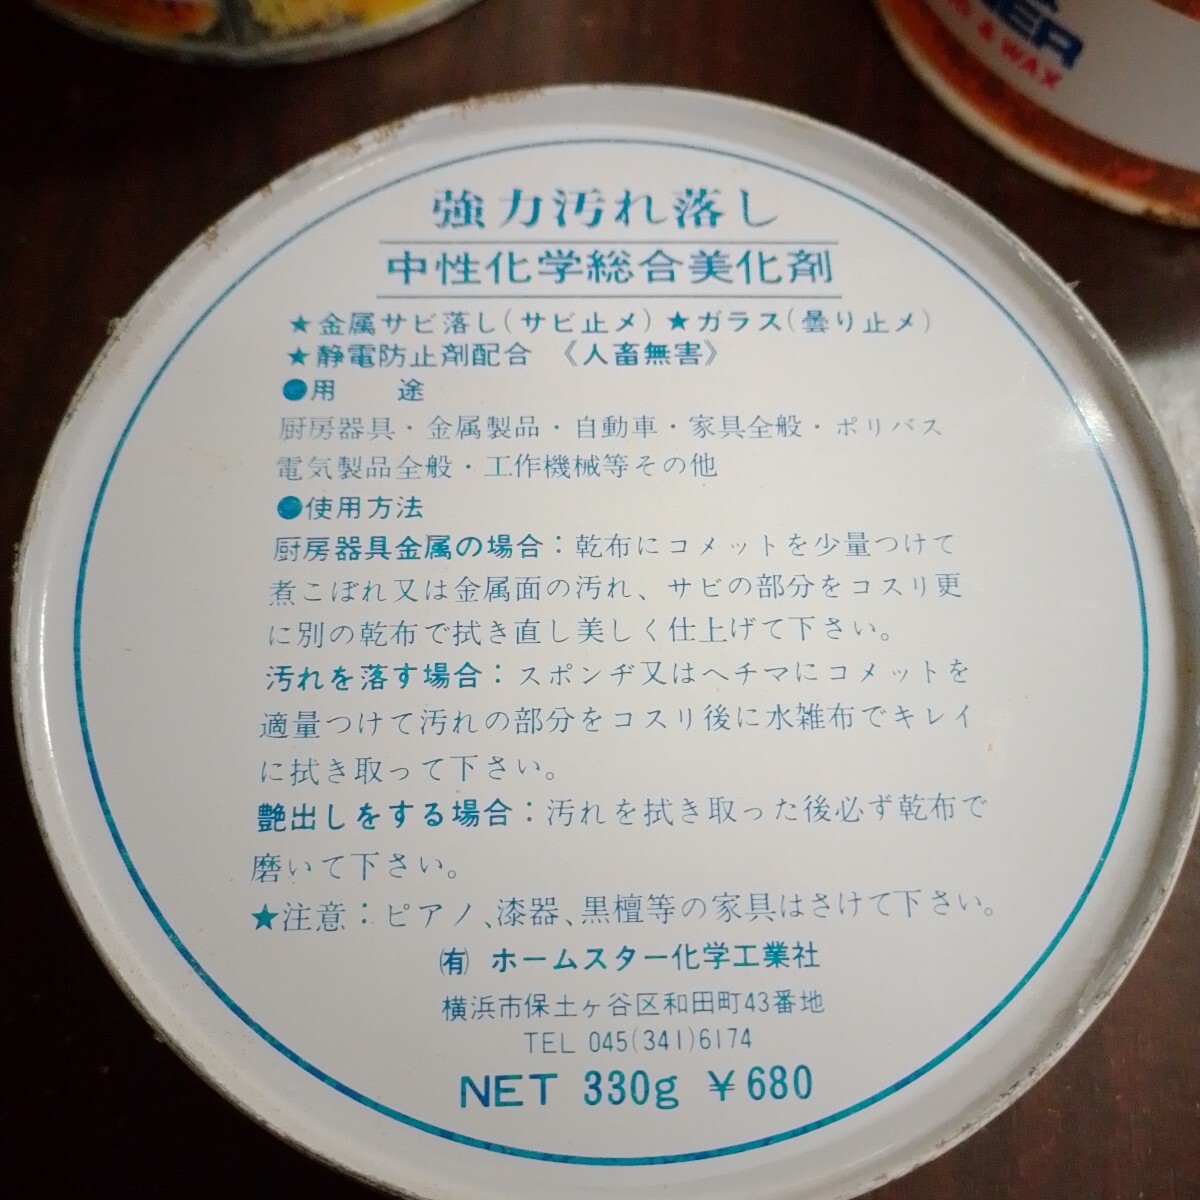 強力汚れ落し
中性化学総合美化剤
★金属サビ落し(サビ止メ)★ガラス(曇り止メ)
★静電防止剤配合 《人畜無害》
●用 途
厨房器具・金属製品・自動車・家具全般・ポリバス
電気製品全般・工作機械等その他
●使用方法
厨房器具金属の場合：乾布にコメットを少量つけて
煮こぼれ又は金属面の汚れ、サビの部分をコスリ更
に別の乾布で拭き直し美しく仕上げて下さい。
汚れを落す場合：スポンヂ又はヘチマにコメットを
適量つけて汚れの部分をコスリ後に水雑布でキレイ
に拭き取って下さい。
艶出しをする場合：汚れを拭き取った後必ず乾布で
磨いて下さい。
★注意：ピアノ、漆器、黒檀等の家具はさけて下さい。
(有) ホームスター化学工業社
横浜市保土ヶ谷区和田町43番地
TEL 045(341)6174
NET 330g ¥680
& WAX